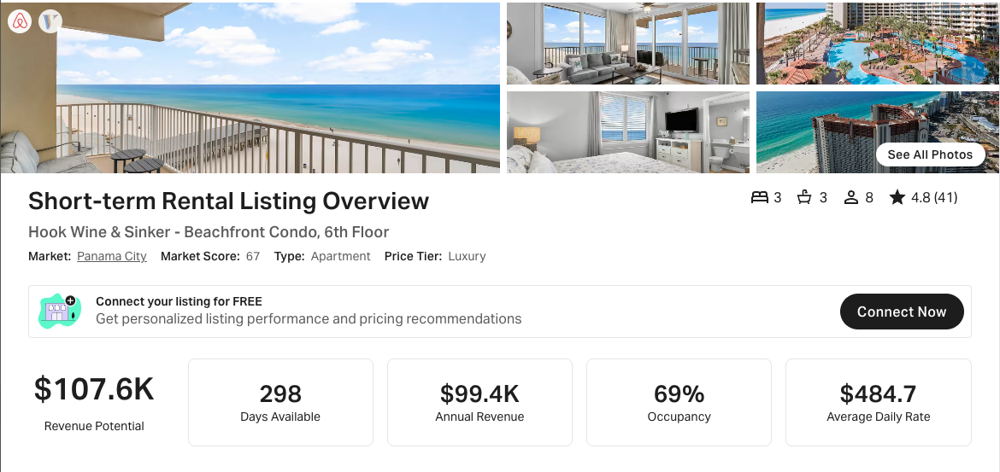 See All Photos
Short-term Rental Listing Overview
3 3 8 4.8 (41)
Hook Wine & Sinker - Beachfront Condo, 6th Floor
Market: Panama City Market Score: 67 Type: Apartment Price Tier: Luxury
Connect your listing for FREE
Get personalized listing performance and pricing recommendations
Connect Now
$107.6K
Revenue Potential
298
Days Available
$99.4K
Annual Revenue
69%
Occupancy
$484.7
Average Daily Rate